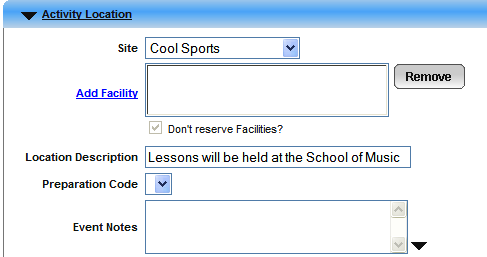 Activity Location
Site Cool Sports
Add Facility Remove
Don't reserve Facilities?
Location Description Lessons will be held at the School of Music
Preparation Code
Event Notes